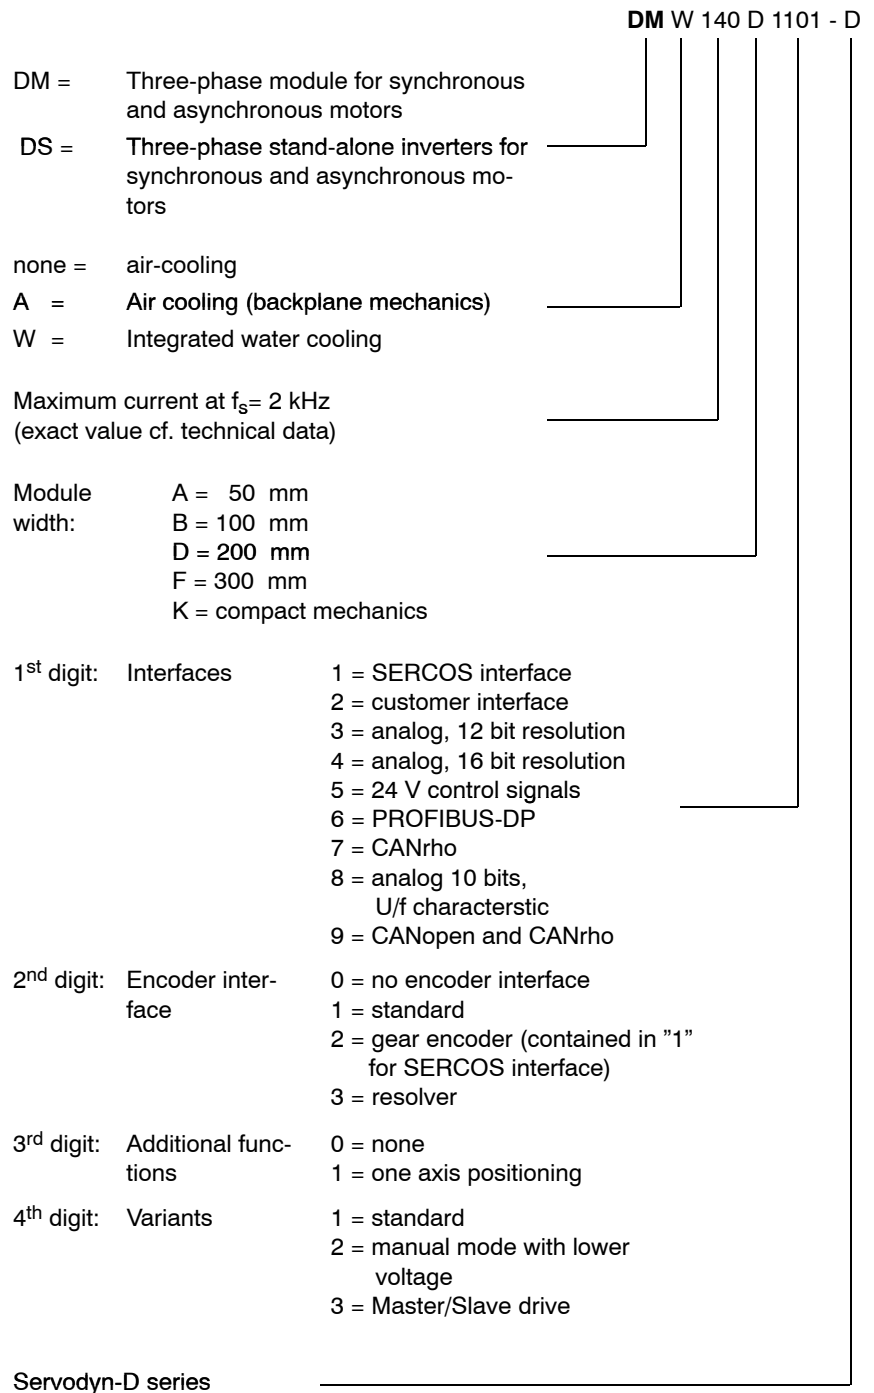 DM W 140 D 1101 - D
DM = Three-phase module for synchronous
and asynchronous motors
DS = Three-phase stand-alone inverters for
synchronous and asynchronous mo-
tors
none = air-cooling
A = Air cooling (backplane mechanics)
W = Integrated water cooling
Maximum current at fs= 2 kHz
(exact value cf. technical data)
Module A = 50 mm
width: B = 100 mm
D = 200 mm
F = 300 mm
K = compact mechanics
1st digit: Interfaces 1 = SERCOS interface
2 = customer interface
3 = analog, 12 bit resolution
4 = analog, 16 bit resolution
5 = 24 V control signals
6 = PROFIBUS-DP
7 = CANrho
8 = analog 10 bits,
U/f characterstic
9 = CANopen and CANrho
2nd digit: Encoder inter- 0 = no encoder interface
face 1 = standard
2 = gear encoder (contained in ”1”
for SERCOS interface)
3 = resolver
3rd digit: Additional func- 0 = none
tions 1 = one axis positioning
4th digit: Variants 1 = standard
2 = manual mode with lower
voltage
3 = Master/Slave drive
Servodyn-D series